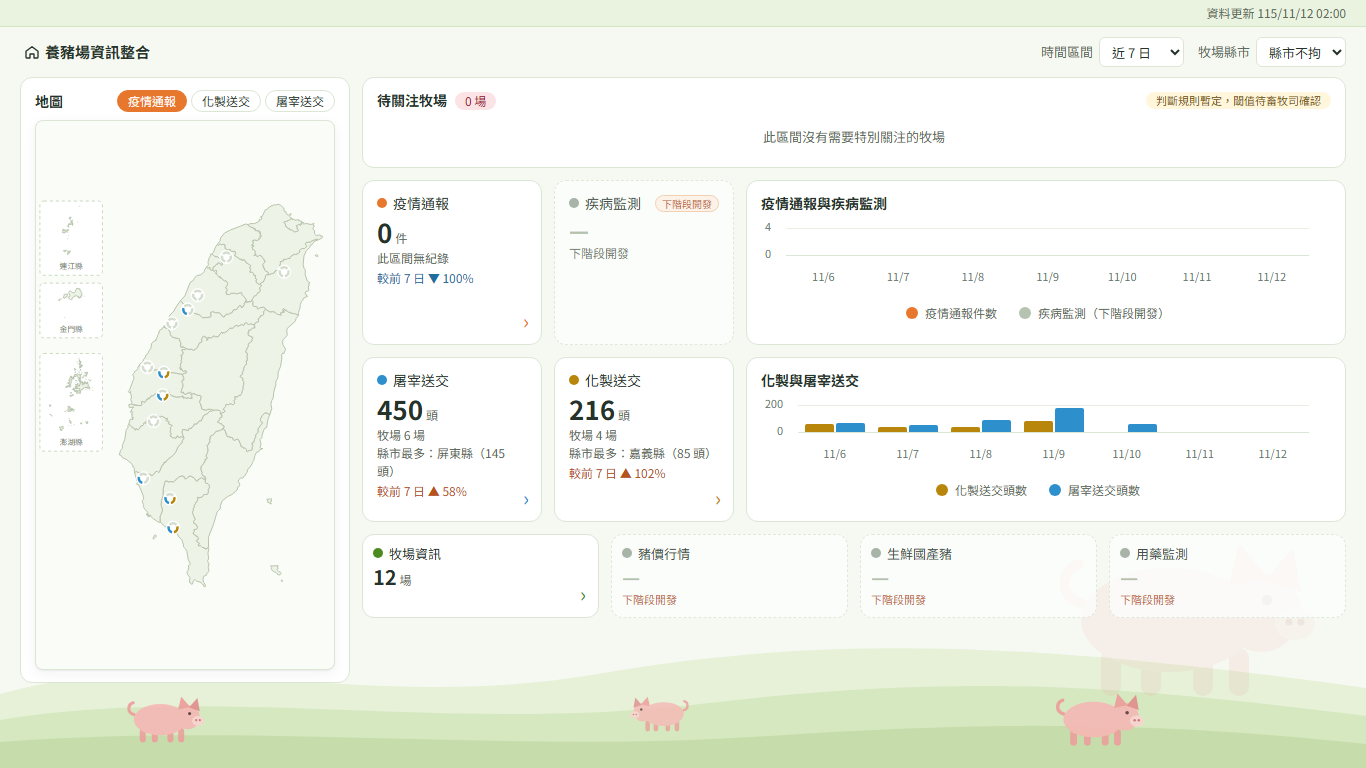 資料更新 115/11/12 02:00
養豬場資訊整合
時間區間 近 7 日 牧場縣市 縣市不拘
地圖 疫情通報 化製送交 屠宰送交
連江縣
金門縣
澎湖縣
待關注牧場 0 場 判斷規則暫定，閾值待畜牧司確認
此區間沒有需要特別關注的牧場
疫情通報
0 件
此區間無紀錄
較前 7 日 ▼ 100%
›
疾病監測 下階段開發
—
下階段開發
疫情通報與疾病監測
4
0
11/6 11/7 11/8 11/9 11/10 11/11 11/12
疫情通報件數 疾病監測（下階段開發）
屠宰送交
450 頭
牧場 6 場
縣市最多：屏東縣（145
頭）
較前 7 日 ▲ 58%
›
化製送交
216 頭
牧場 4 場
縣市最多：嘉義縣（85 頭）
較前 7 日 ▲ 102%
›
化製與屠宰送交
200
0
11/6 11/7 11/8 11/9 11/10 11/11 11/12
化製送交頭數 屠宰送交頭數
牧場資訊
12 場
›
豬價行情
—
下階段開發
生鮮國產豬
—
下階段開發
用藥監測
—
下階段開發